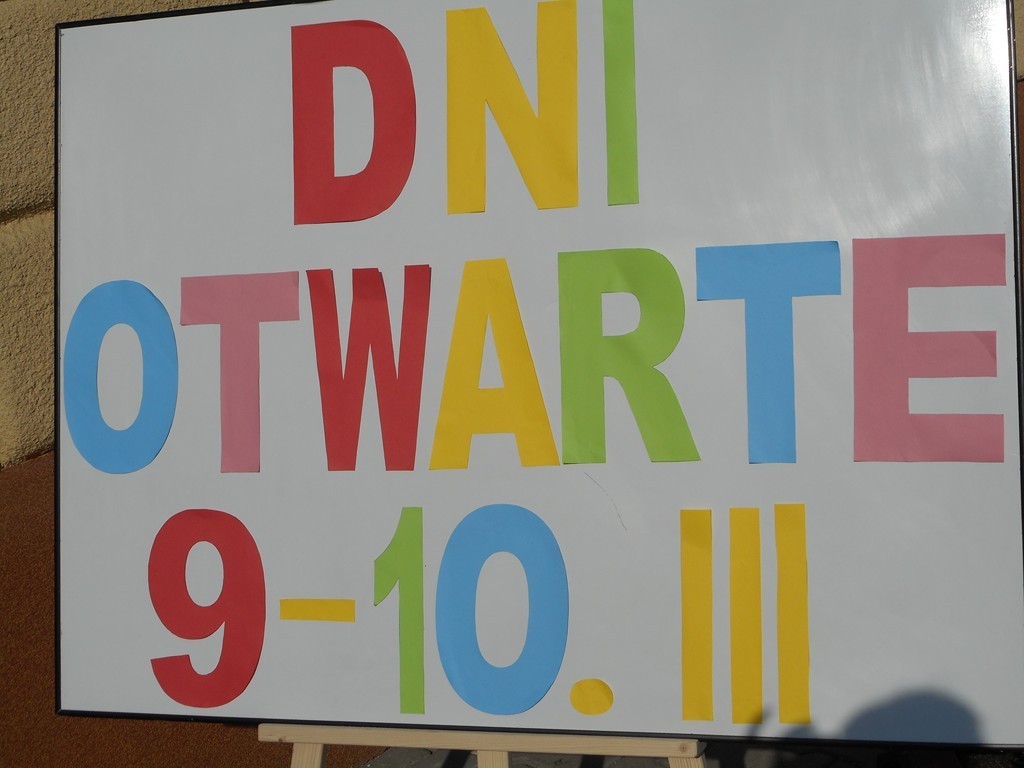 DNI
OTWARTE
9-10. III